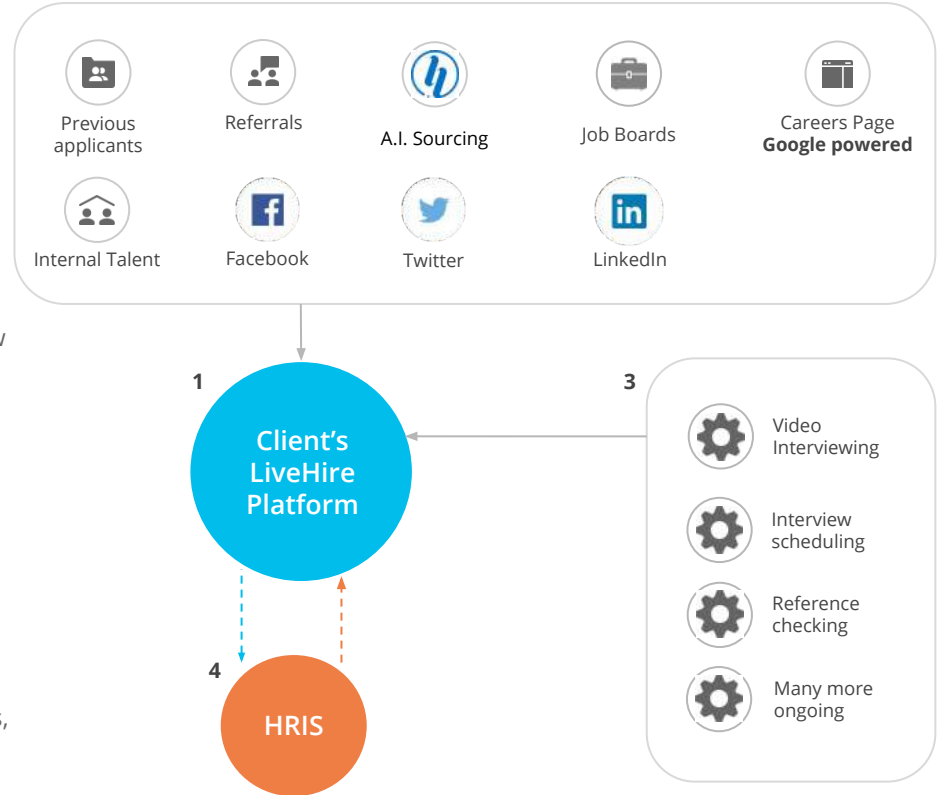 Previous
applicants
Referrals
A.I. Sourcing
Job Boards
Careers Page
Google powered
Internal Talent
Facebook
Twitter
LinkedIn
1
Client's
LiveHire
Platform
3
Video
Interviewing
Interview
scheduling
Reference
checking
Many more
ongoing
4
HRIS